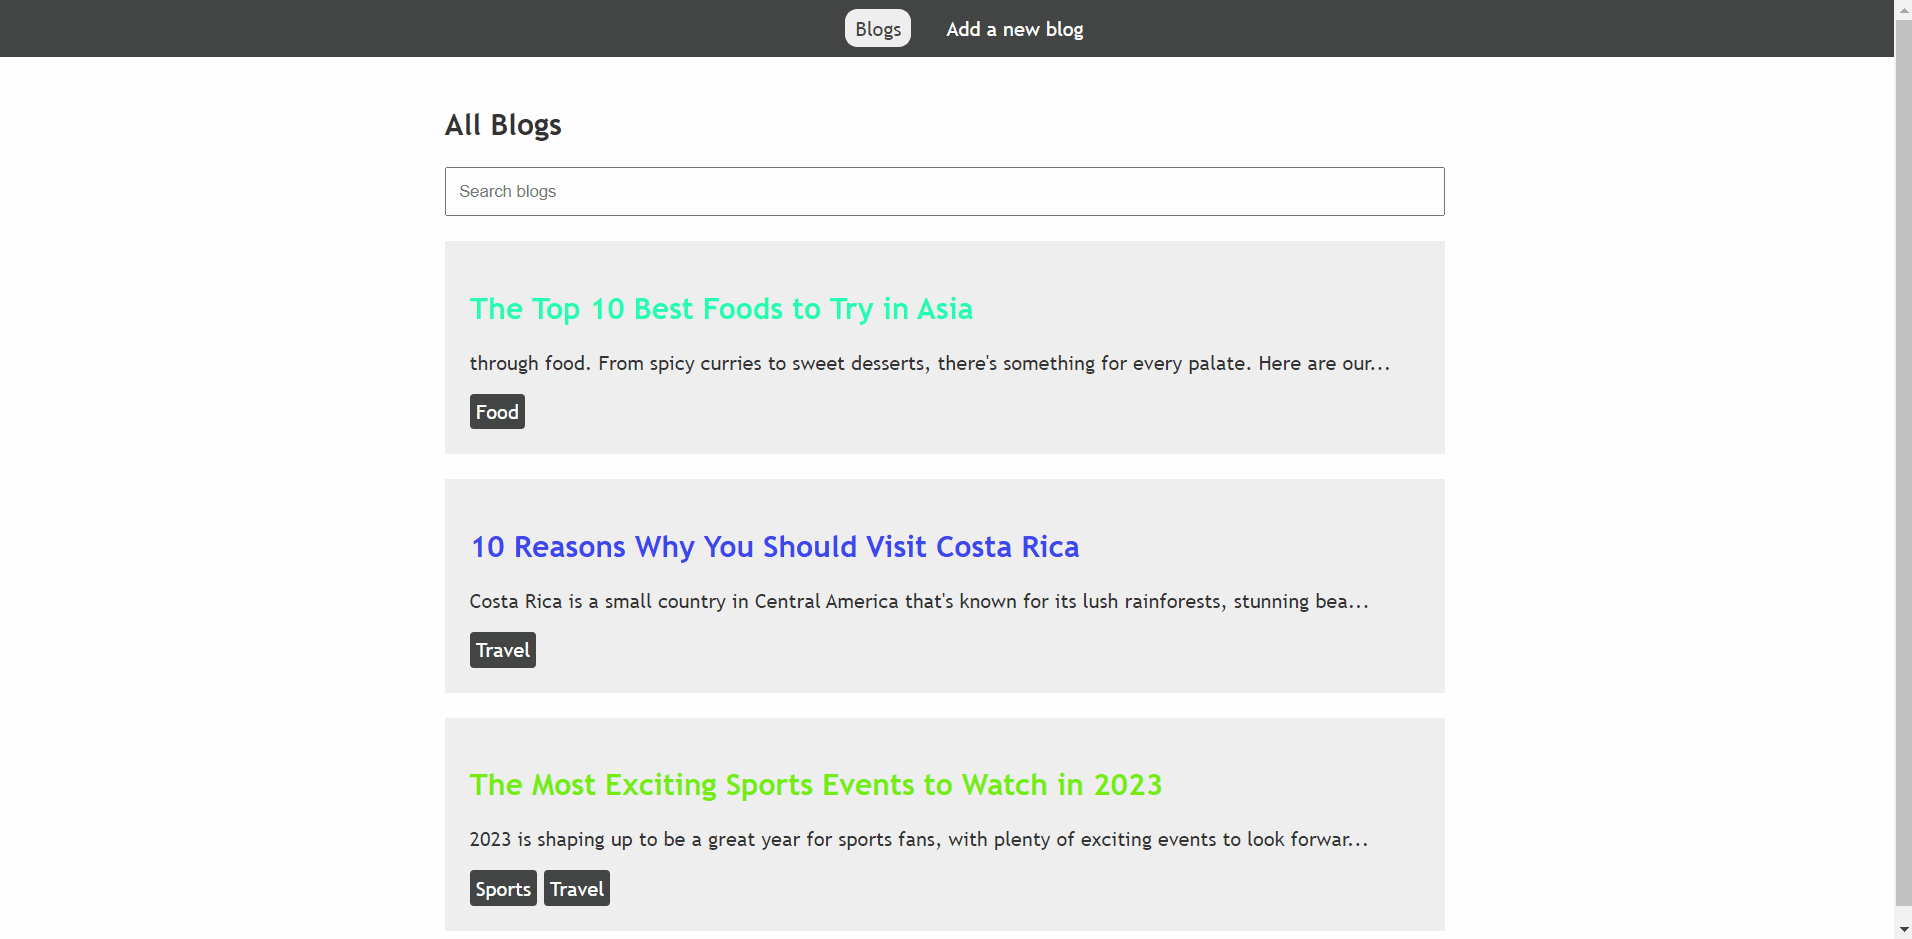 Blogs
Add a new blog
All Blogs
Search blogs
The Top 10 Best Foods to Try in Asia
through food. From spicy curries to sweet desserts, there's something for every palate. Here are our...
Food
10 Reasons Why You Should Visit Costa Rica
Costa Rica is a small country in Central America that's known for its lush rainforests, stunning bea...
Travel
The Most Exciting Sports Events to Watch in 2023
2023 is shaping up to be a great year for sports fans, with plenty of exciting events to look forwar...
Sports Travel